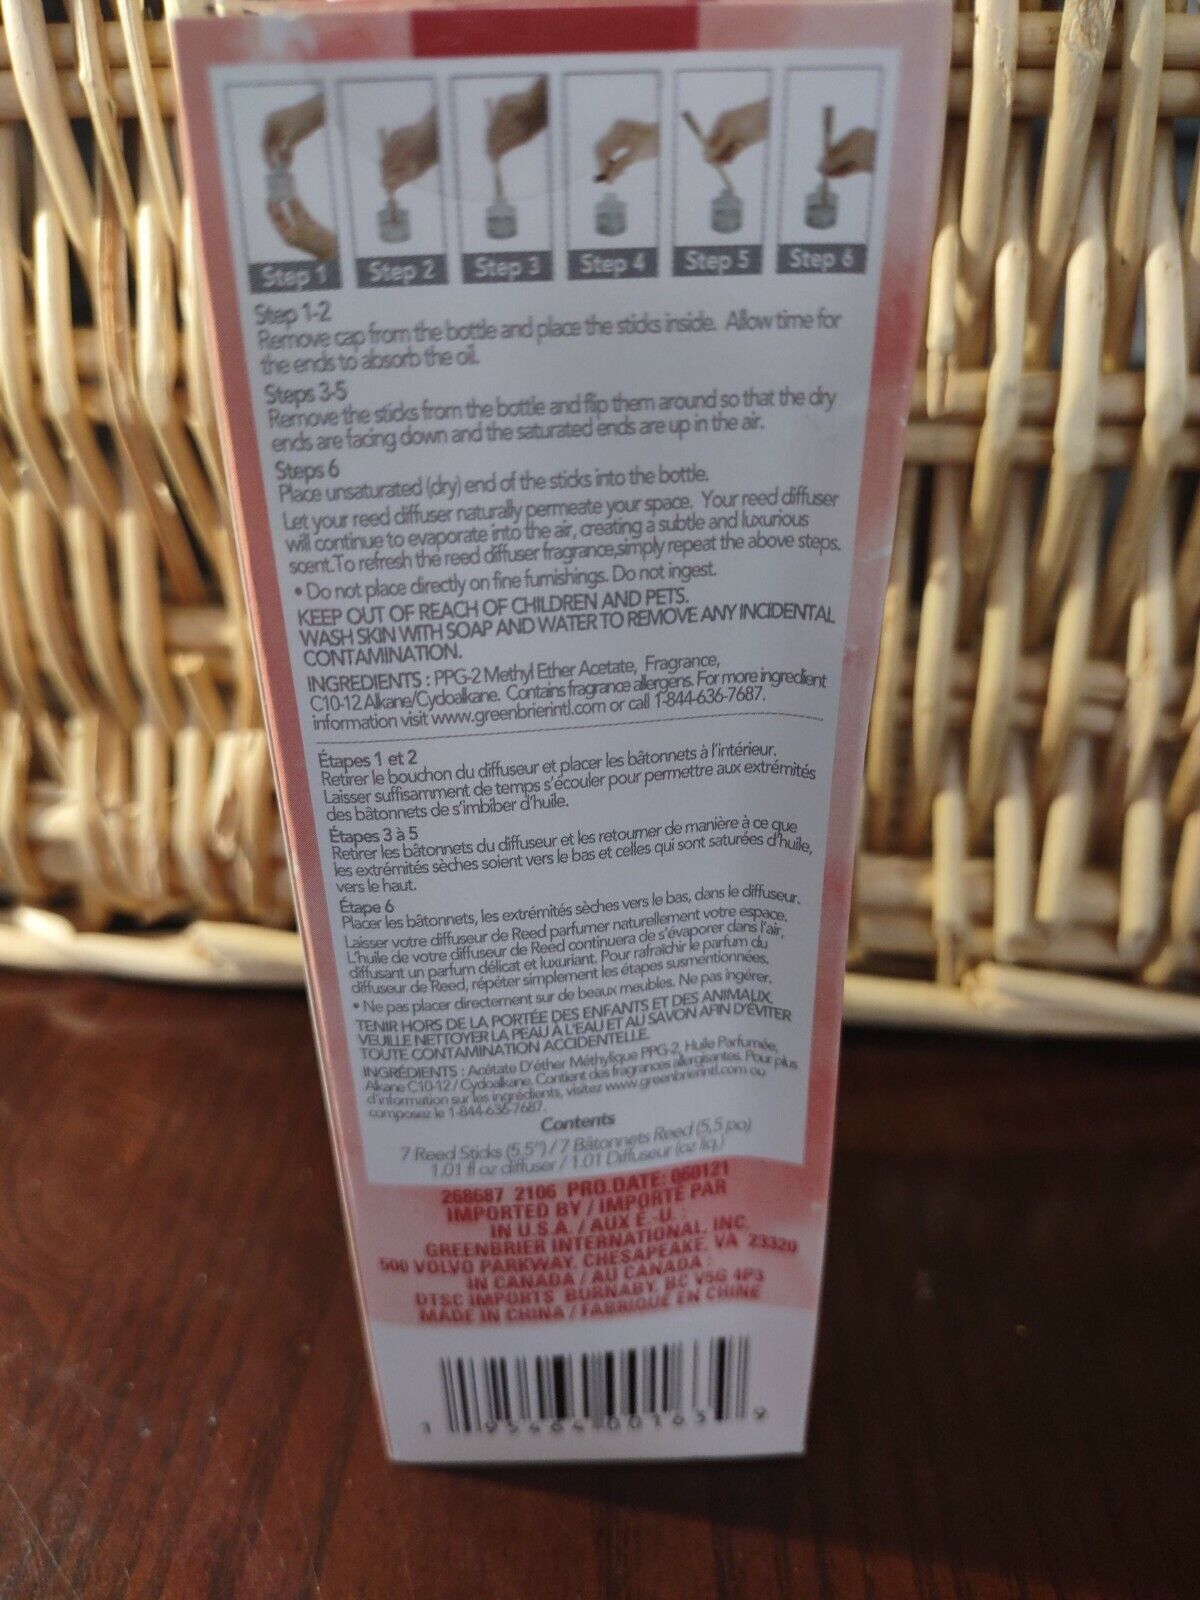 Step 1
Step 2
Step 3
Step 4
Step 5
Step 6
Step 1-2
Remove cap from the bottle and place the sticks inside. Allow time for
the ends to absorb the oil.
Steps 3-5
Remove the sticks from the bottle and flip them around so that the dry
ends are facing down and the saturated ends are up in the air.
Steps 6
Place unsaturated (dry) end of the sticks into the bottle.
Let your reed diffuser naturally permeate your space. Your reed diffuser
will continue to evaporate into the air, creating a subtle and luxurious
scent.To refresh the reed diffuser fragrance,simply repeat the above steps.
• Do not place directly on fine furnishings. Do not ingest.
KEEP OUT OF REACH OF CHILDREN AND PETS.
WASH SKIN WITH SOAP AND WATER TO REMOVE ANY INCIDENTAL
CONTAMINATION.
INGREDIENTS : PPG-2 Methyl Ether Acetate, Fragrance,
C10-12 Alkane/Cycloalkane. Contains fragrance allergens. For more ingredient
information visit www.greenbrierintl.com or call 1-844-636-7687.
Étapes 1 et 2
Retirer le bouchon du diffuseur et placer les bâtonnets à l'intérieur.
Laisser suffisamment de temps s'écouler pour permettre aux extrémités
des bâtonnets de s'imbiber d'huile.
Étapes 3 à 5
Retirer les bâtonnets du diffuseur et les retourner de manière à ce que
les extrémités sèches soient vers le bas et celles qui sont saturées d'huile,
vers le haut.
Étape 6
Placer les bâtonnets, les extrémités sèches vers le bas, dans le diffuseur.
Laisser votre diffuseur de Reed parfumer naturellement votre espace.
L'huile de votre diffuseur de Reed continuera de s'évaporer dans l'air,
diffusant un parfum délicat et luxuriant. Pour rafraîchir le parfum du
diffuseur de Reed, répéter simplement les étapes susmentionnées.
• Ne pas placer directement sur de beaux meubles. Ne pas ingérer.
TENIR HORS DE LA PORTÉE DES ENFANTS ET DES ANIMAUX.
VEUILLE NETTOYER LA PEAU À L'EAU ET AU SAVON AFIN D'ÉVITER
TOUTE CONTAMINATION ACCIDENTELLE.
INGRÉDIENTS : Acétate D'éther Méthylique PPG-2, Huile Parfumée,
Alkane C10-12 / Cycloalkane. Contient des fragrances allergisantes. Pour plus
d'information sur les ingrédients, visitez www.greenbrierintl.com ou
composez le 1-844-636-7687.
Contents
7 Reed Sticks (5.5") / 7 Bâtonnets Reed (5,5 po)
1.01 fl oz diffuser / 1.01 Diffuseur (oz liq.)
268687 2106 PRO.DATE: 060121
IMPORTED BY / IMPORTÉ PAR
IN U.S.A. / AUX É.-U. :
GREENBRIER INTERNATIONAL, INC.
500 VOLVO PARKWAY, CHESAPEAKE, VA 23320
IN CANADA / AU CANADA :
DTSC IMPORTS BURNABY, BC V5G 4P3
MADE IN CHINA / FABRIQUÉ EN CHINE
1 95464 00163 9